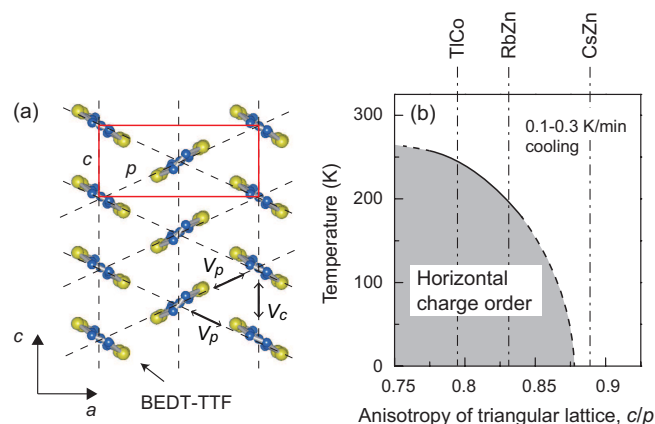 (a)
c
p
V_p
V_c
V_p
c
a
BEDT-TTF
TlCo
RbZn
CsZn
(b)
300
0.1-0.3 K/min
cooling
200
Temperature (K)
Horizontal
charge order
100
0
0.75
0.8
0.85
0.9
Anisotropy of triangular lattice, c/p